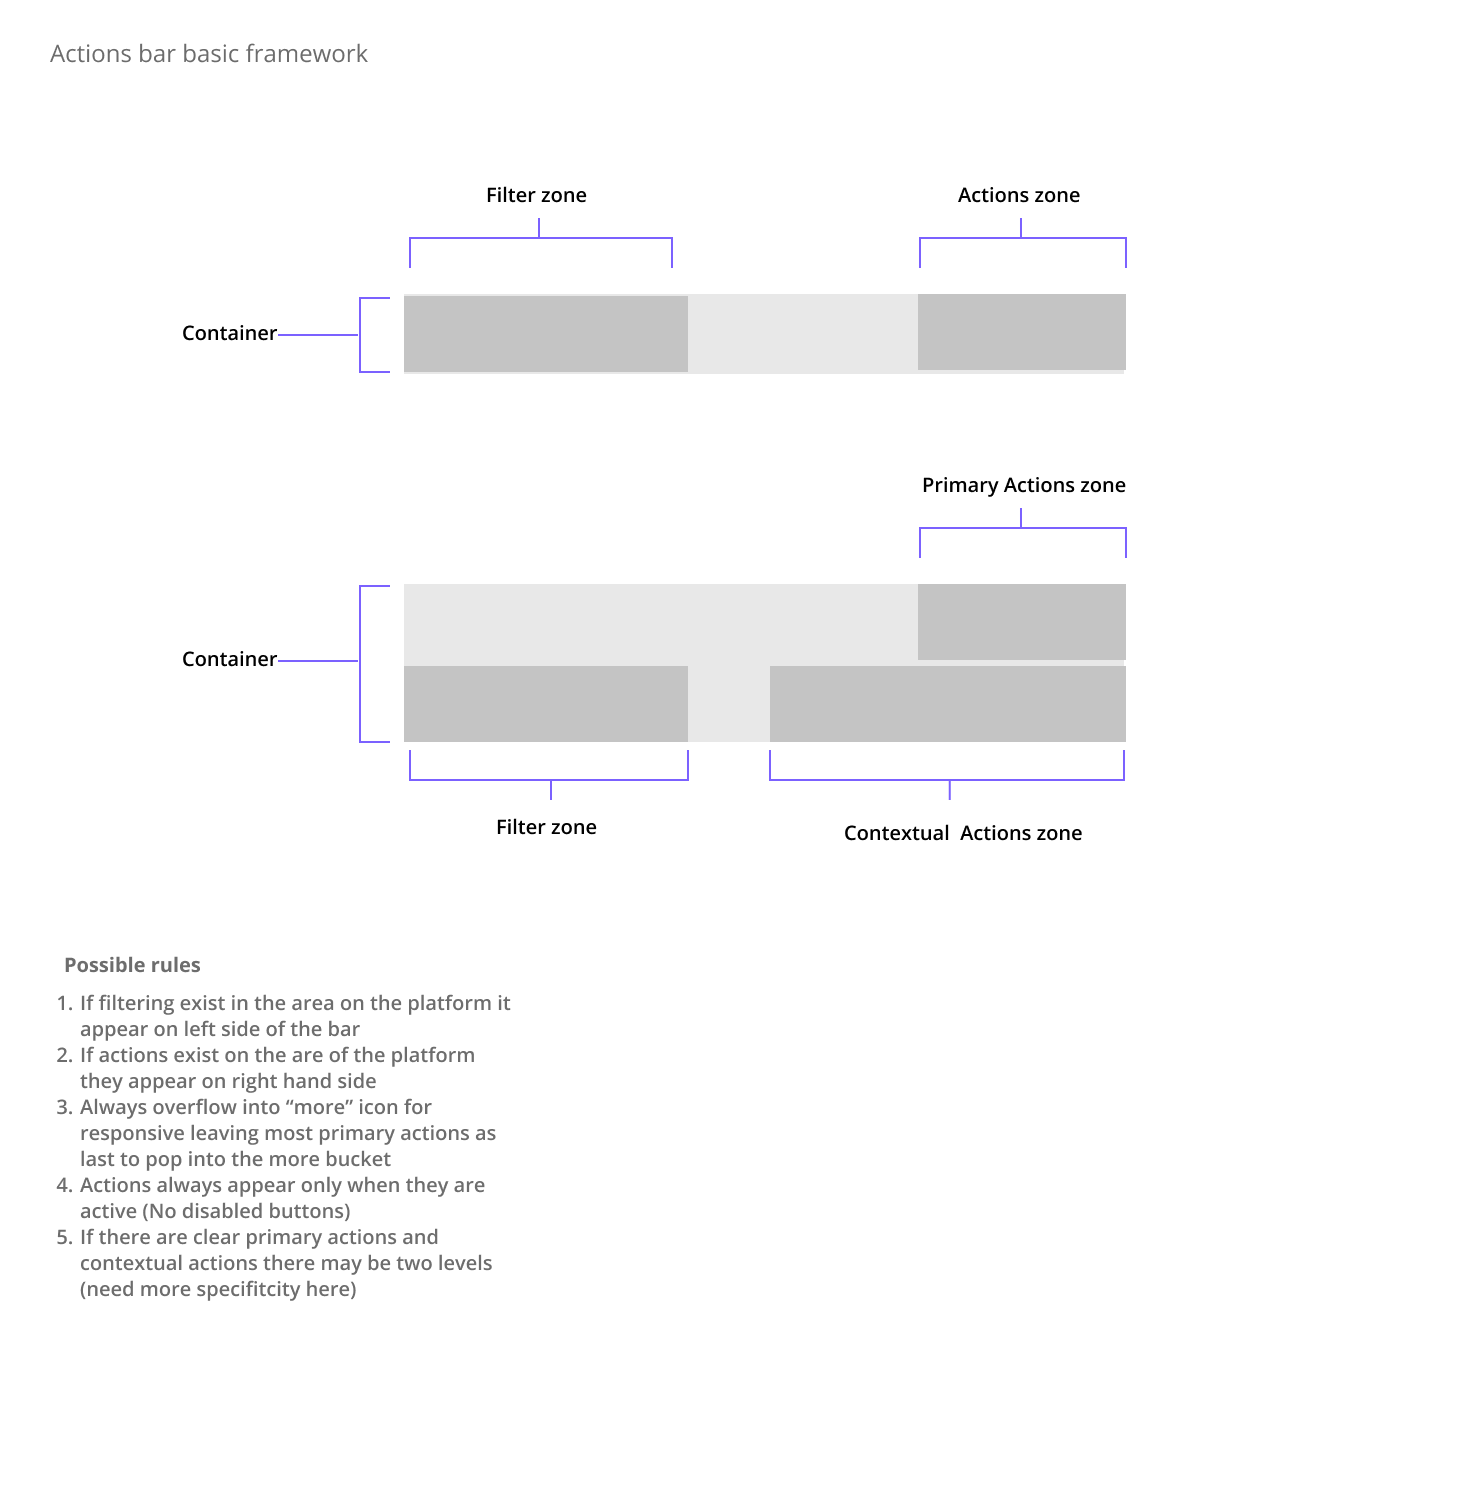 Actions bar basic framework
Filter zone
Actions zone
Container
Primary Actions zone
Container
Filter zone
Contextual  Actions zone
Possible rules
1. If filtering exist in the area on the platform it
appear on left side of the bar
2. If actions exist on the are of the platform
they appear on right hand side
3. Always overflow into “more” icon for
responsive leaving most primary actions as
last to pop into the more bucket
4. Actions always appear only when they are
active (No disabled buttons)
5. If there are clear primary actions and
contextual actions there may be two levels
(need more specifitcity here)